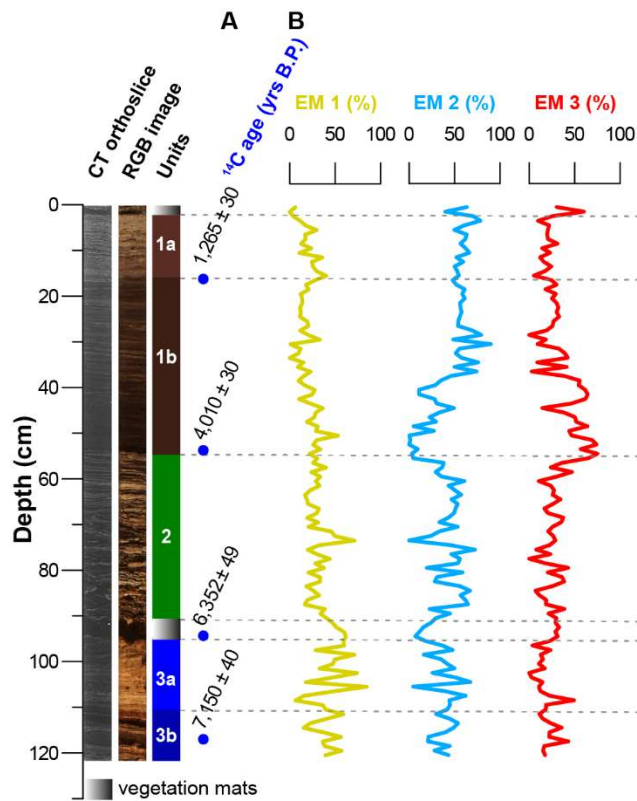 A
B
CT orthoslice
RGB image
Units
¹⁴C age (yrs B.P.)
EM 1 (%)
EM 2 (%)
EM 3 (%)
0 50 100
0 50 100
0 50 100
Depth (cm)
0
20
40
60
80
100
120
1a
1b
2
3a
3b
1,265 ± 30
4,010 ± 30
6,352 ± 49
7,150 ± 40
vegetation mats